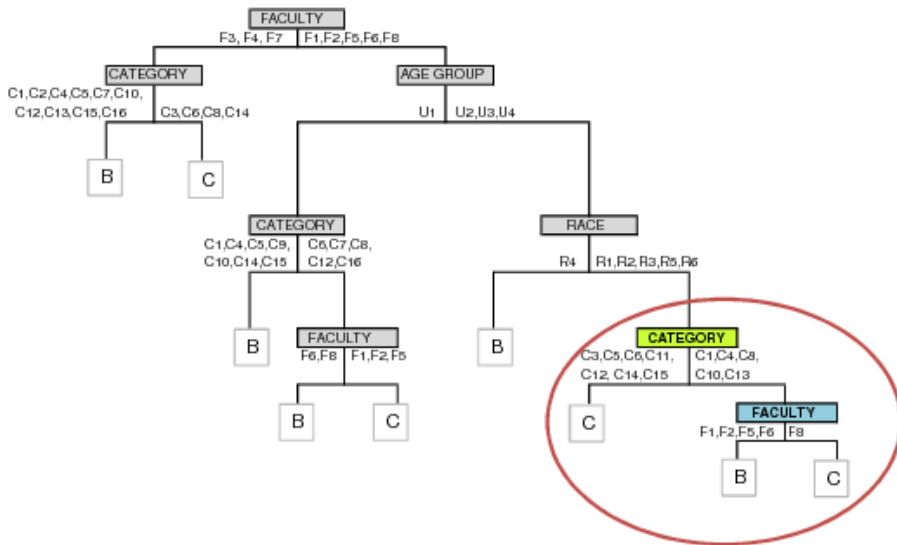 FACULTY
F3, F4, F7 F1,F2,F5,F6,F8
CATEGORY AGE GROUP
C1,C2,C4,C5,C7,C10,
C12,C13,C15,C16 C3,C6,C8,C14
U1 U2,U3,U4
B C
CATEGORY RACE
C1,C4,C5,C9, C6,C7,C8,
C10,C14,C15 C12,C16
R4 R1,R2,R3,R5,R6
B FACULTY B CATEGORY
F6,F8 F1,F2,F5 C3,C5,C6,C11, C1,C4,C8,
C12, C14,C15 C10,C13
B C C FACULTY
F1,F2,F5,F6 F8
B C